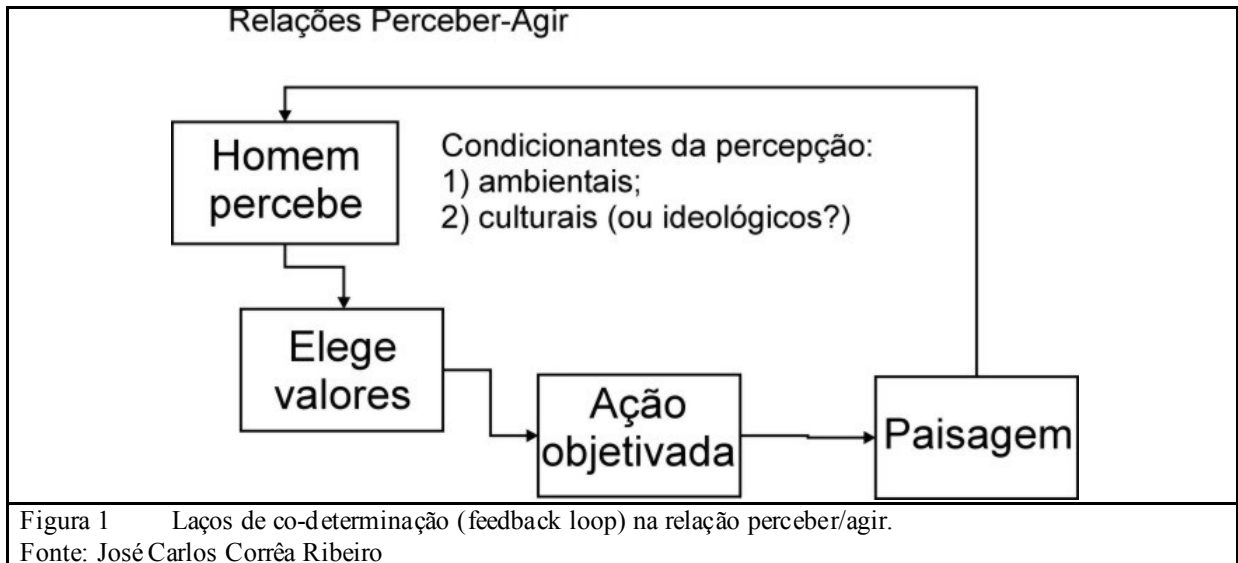 Relações Perceber-Agir
Homem
percebe
Condicionantes da percepção:
1) ambientais;
2) culturais (ou ideológicos?)
Elege
valores
Ação
objetivada
Paisagem
Figura 1 Laços de co-determinação (feedback loop) na relação perceber/agir.
Fonte: José Carlos Corrêa Ribeiro